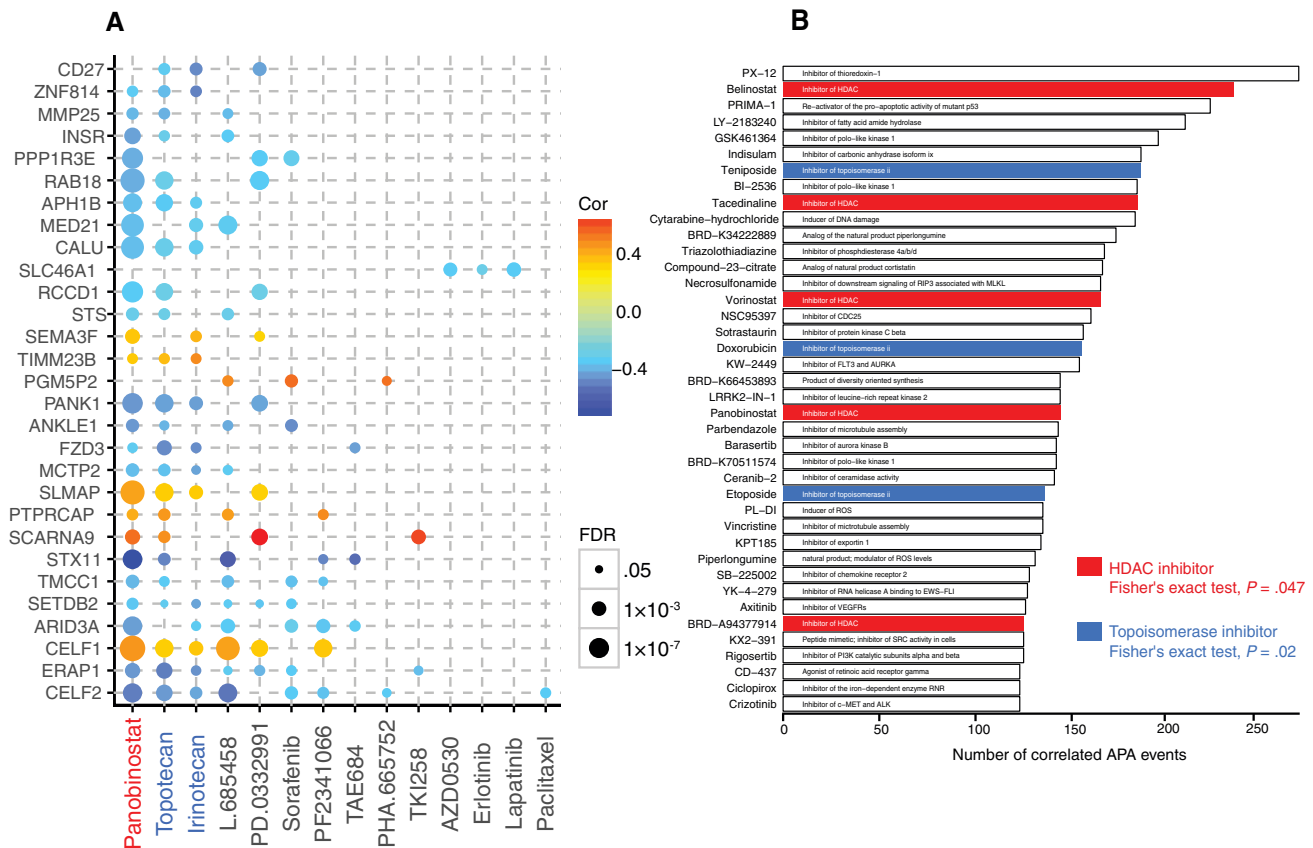 A
CD27
ZNF814
MMP25
INSR
PPP1R3E
RAB18
APH1B
MED21
CALU
SLC46A1
RCCD1
STS
SEMA3F
TIMM23B
PGM5P2
PANK1
ANKLE1
FZD3
MCTP2
SLMAP
PTPRCAP
SCARNA9
STX11
TMCC1
SETDB2
ARID3A
CELF1
ERAP1
CELF2
Panobinostat
Topotecan
Irinotecan
L.685458
PD.0332991
Sorafenib
PF2341066
TAE684
PHA.665752
TKI258
AZD0530
Erlotinib
Lapatinib
Paclitaxel
Cor
0.4
0.0
−0.4
FDR
.05
1×10⁻³
1×10⁻⁷
B
PX−12 Inhibitor of thioredoxin−1
Belinostat Inhibitor of HDAC
PRIMA−1 Re−activator of the pro−apoptotic activity of mutant p53
LY−2183240 Inhibitor of fatty acid amide hydrolase
GSK461364 Inhibitor of polo−like kinase 1
Indisulam Inhibitor of carbonic anhydrase isoform ix
Teniposide Inhibitor of topoisomerase ii
BI−2536 Inhibitor of polo−like kinase 1
Tacedinaline Inhibitor of HDAC
Cytarabine−hydrochloride Inducer of DNA damage
BRD−K34222889 Analog of the natural product piperlongumine
Triazolothiadiazine Inhibitor of phosphdiesterase 4a/b/d
Compound−23−citrate Analog of natural product cortistatin
Necrosulfonamide Inhibitor of downstream signaling of RIP3 associated with MLKL
Vorinostat Inhibitor of HDAC
NSC95397 Inhibitor of CDC25
Sotrastaurin Inhibitor of protein kinase C beta
Doxorubicin Inhibitor of topoisomerase ii
KW−2449 Inhibitor of FLT3 and AURKA
BRD−K66453893 Product of diversity oriented synthesis
LRRK2−IN−1 Inhibitor of leucine−rich repeat kinase 2
Panobinostat Inhibitor of HDAC
Parbendazole Inhibitor of microtubule assembly
Barasertib Inhibitor of aurora kinase B
BRD−K70511574 Inhibitor of polo−like kinase 1
Ceranib−2 Inhibitor of ceramidase activity
Etoposide Inhibitor of topoisomerase ii
PL−DI Inducer of ROS
Vincristine Inhibitor of mictrotubule assembly
KPT185 Inhibitor of exportin 1
Piperlongumine natural product; modulator of ROS levels
SB−225002 Inhibitor of chemokine receptor 2
YK−4−279 Inhibitor of RNA helicase A binding to EWS−FLI
Axitinib Inhibitor of VEGFRs
BRD−A94377914 Inhibitor of HDAC
KX2−391 Peptide mimetic; inhibitor of SRC activity in cells
Rigosertib Inhibitor of PI3K catalytic subunits alpha and beta
CD−437 Agonist of retinoic acid receptor gamma
Ciclopirox Inhibitor of the iron−dependent enzyme RNR
Crizotinib Inhibitor of c−MET and ALK
0 50 100 150 200 250
Number of correlated APA events
HDAC inhibitor
Fisher's exact test, P = .047
Topoisomerase inhibitor
Fisher's exact test, P = .02